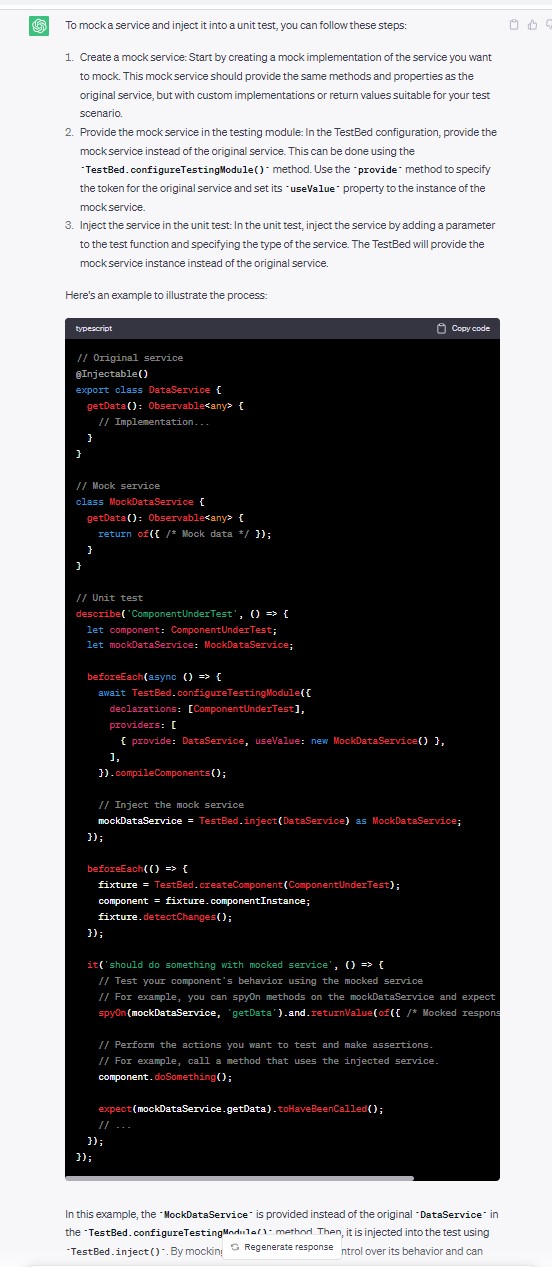 To mock a service and inject it into a unit test, you can follow these steps:
1. Create a mock service: Start by creating a mock implementation of the service you want
to mock. This mock service should provide the same methods and properties as the
original service, but with custom implementations or return values suitable for your test
scenario.
2. Provide the mock service in the testing module: In the TestBed configuration, provide the
mock service instead of the original service. This can be done using the
`TestBed.configureTestingModule()` method. Use the `provide` method to specify
the token for the original service and set its `useValue` property to the instance of the
mock service.
3. Inject the service in the unit test: In the unit test, inject the service by adding a parameter
to the test function and specifying the type of the service. The TestBed will provide the
mock service instance instead of the original service.
Here's an example to illustrate the process:
typescript Copy code
// Original service
@Injectable()
export class DataService {
  getData(): Observable<any> {
    // Implementation...
  }
}
// Mock service
class MockDataService {
  getData(): Observable<any> {
    return of({ /* Mock data */ });
  }
}
// Unit test
describe('ComponentUnderTest', () => {
  let component: ComponentUnderTest;
  let mockDataService: MockDataService;
  beforeEach(async () => {
    await TestBed.configureTestingModule({
      declarations: [ComponentUnderTest],
      providers: [
        { provide: DataService, useValue: new MockDataService() },
      ],
    }).compileComponents();
    // Inject the mock service
    mockDataService = TestBed.inject(DataService) as MockDataService;
  });
  beforeEach(() => {
    fixture = TestBed.createComponent(ComponentUnderTest);
    component = fixture.componentInstance;
    fixture.detectChanges();
  });
  it('should do something with mocked service', () => {
    // Test your component's behavior using the mocked service
    // For example, you can spyOn methods on the mockDataService and expect
    spyOn(mockDataService, 'getData').and.returnValue(of({ /* Mocked respons
    // Perform the actions you want to test and make assertions.
    // For example, call a method that uses the injected service.
    component.doSomething();
    expect(mockDataService.getData).toHaveBeenCalled();
    // ...
  });
});
In this example, the `MockDataService` is provided instead of the original `DataService` in
the `TestBed.configureTestingModule()` method. Then, it is injected into the test using
`TestBed.inject()`. By mocking ntrol over its behavior and can
Regenerate response